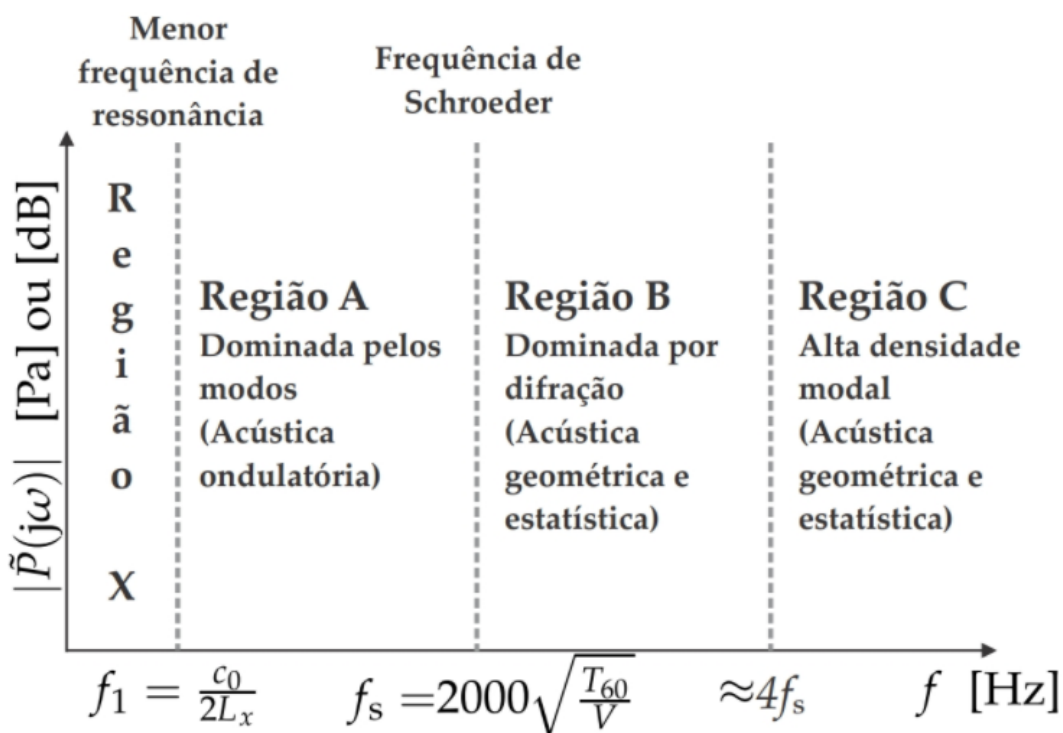 Menor
frequência de
ressonância
Frequência de
Schroeder
|P̃(jω)| [Pa] ou [dB]
R
e
g
i
ã
o
X
Região A
Dominada pelos
modos
(Acústica
ondulatória)
Região B
Dominada por
difração
(Acústica
geométrica e
estatística)
Região C
Alta densidade
modal
(Acústica
geométrica e
estatística)
f₁ = c₀/2Lₓ
fₛ =2000√(T₆₀/V)
≈4fₛ
f [Hz]